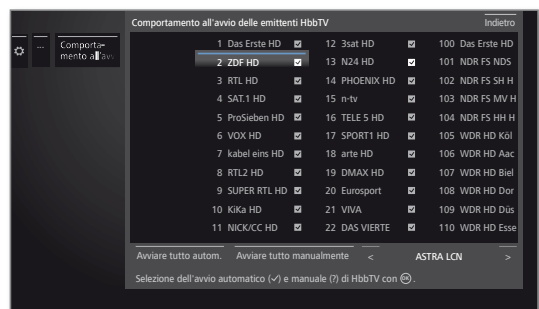 Comportamento all'avvio delle emittenti HbbTV Indietro
... Comporta-
mento all'avv
1 Das Erste HD 12 3sat HD 100 Das Erste HD
2 ZDF HD 13 N24 HD 101 NDR FS NDS
3 RTL HD 14 PHOENIX HD 102 NDR FS SH H
4 SAT.1 HD 15 n-tv 103 NDR FS MV H
5 ProSieben HD 16 TELE 5 HD 104 NDR FS HH H
6 VOX HD 17 SPORT1 HD 105 WDR HD Köl
7 kabel eins HD 18 arte HD 106 WDR HD Aac
8 RTL2 HD 19 DMAX HD 107 WDR HD Biel
9 SUPER RTL HD 20 Eurosport 108 WDR HD Dor
10 KiKa HD 21 VIVA 109 WDR HD Düs
11 NICK/CC HD 22 DAS VIERTE 110 WDR HD Esse
Avviare tutto autom. Avviare tutto manualmente < ASTRA LCN >
Selezione dell'avvio automatico (✓) e manuale (?) di HbbTV con OK.